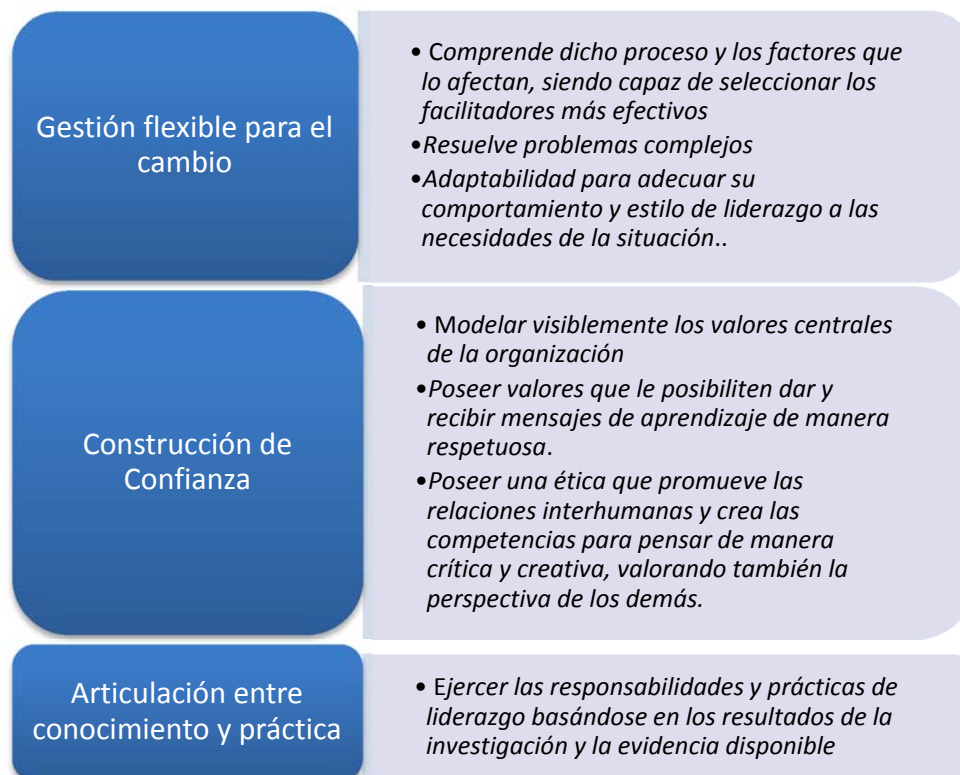 Gestión flexible para el
cambio
• Comprende dicho proceso y los factores que
lo afectan, siendo capaz de seleccionar los
facilitadores más efectivos
•Resuelve problemas complejos
•Adaptabilidad para adecuar su
comportamiento y estilo de liderazgo a las
necesidades de la situación..
Construcción de
Confianza
• Modelar visiblemente los valores centrales
de la organización
•Poseer valores que le posibiliten dar y
recibir mensajes de aprendizaje de manera
respetuosa.
•Poseer una ética que promueve las
relaciones interhumanas y crea las
competencias para pensar de manera
crítica y creativa, valorando también la
perspectiva de los demás.
Articulación entre
conocimiento y práctica
• Ejercer las responsabilidades y prácticas de
liderazgo basándose en los resultados de la
investigación y la evidencia disponible